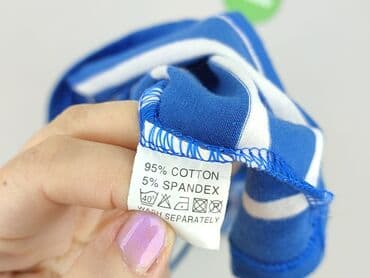 95% COTTON
5% SPANDEX
40
WASH SEPARATELY